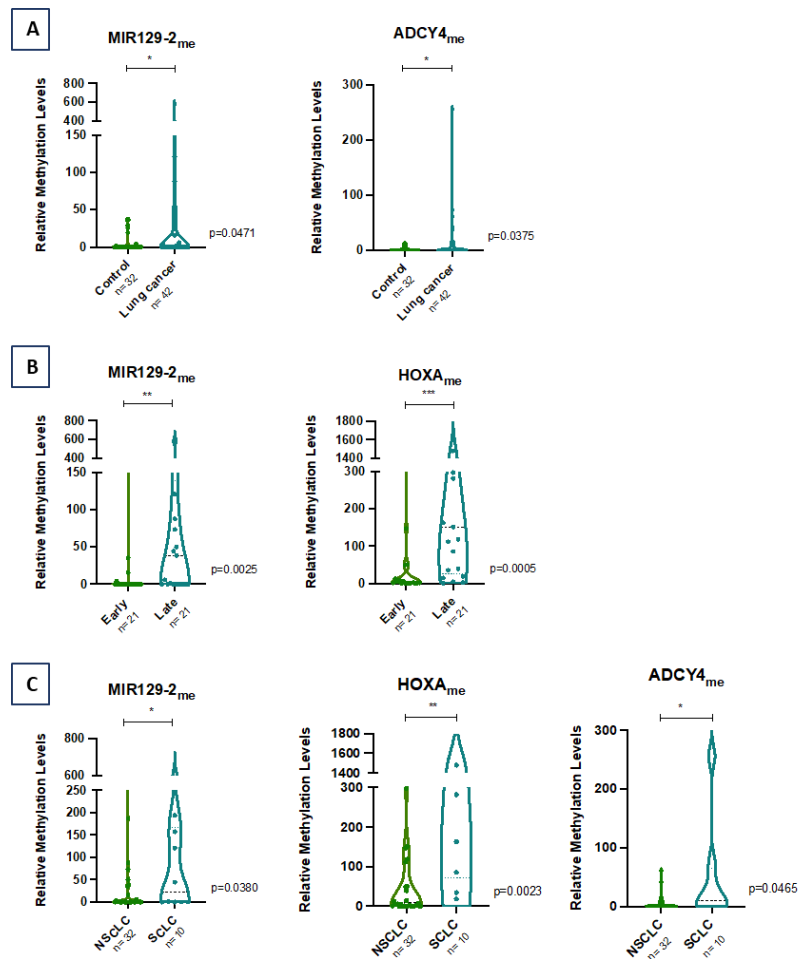 A
MIR129-2me
*
Relative Methylation Levels
800
600
400
150
100
50
0
Control
n= 32
Lung cancer
n= 42
p=0.0471
ADCY4me
*
Relative Methylation Levels
300
200
100
0
Control
n= 32
Lung cancer
n= 42
p=0.0375
B
MIR129-2me
**
Relative Methylation Levels
800
600
400
150
100
50
0
Early
n= 21
Late
n= 21
p=0.0025
HOXAme
***
Relative Methylation Levels
1800
1600
1400
300
200
100
0
Early
n= 21
Late
n= 21
p=0.0005
C
MIR129-2me
*
Relative Methylation Levels
800
600
250
200
150
100
50
0
NSCLC
n= 32
SCLC
n= 10
p=0.0380
HOXAme
**
Relative Methylation Levels
1800
1600
1400
300
200
100
0
NSCLC
n= 32
SCLC
n= 10
p=0.0023
ADCY4me
*
Relative Methylation Levels
300
200
100
0
NSCLC
n= 32
SCLC
n= 10
p=0.0465